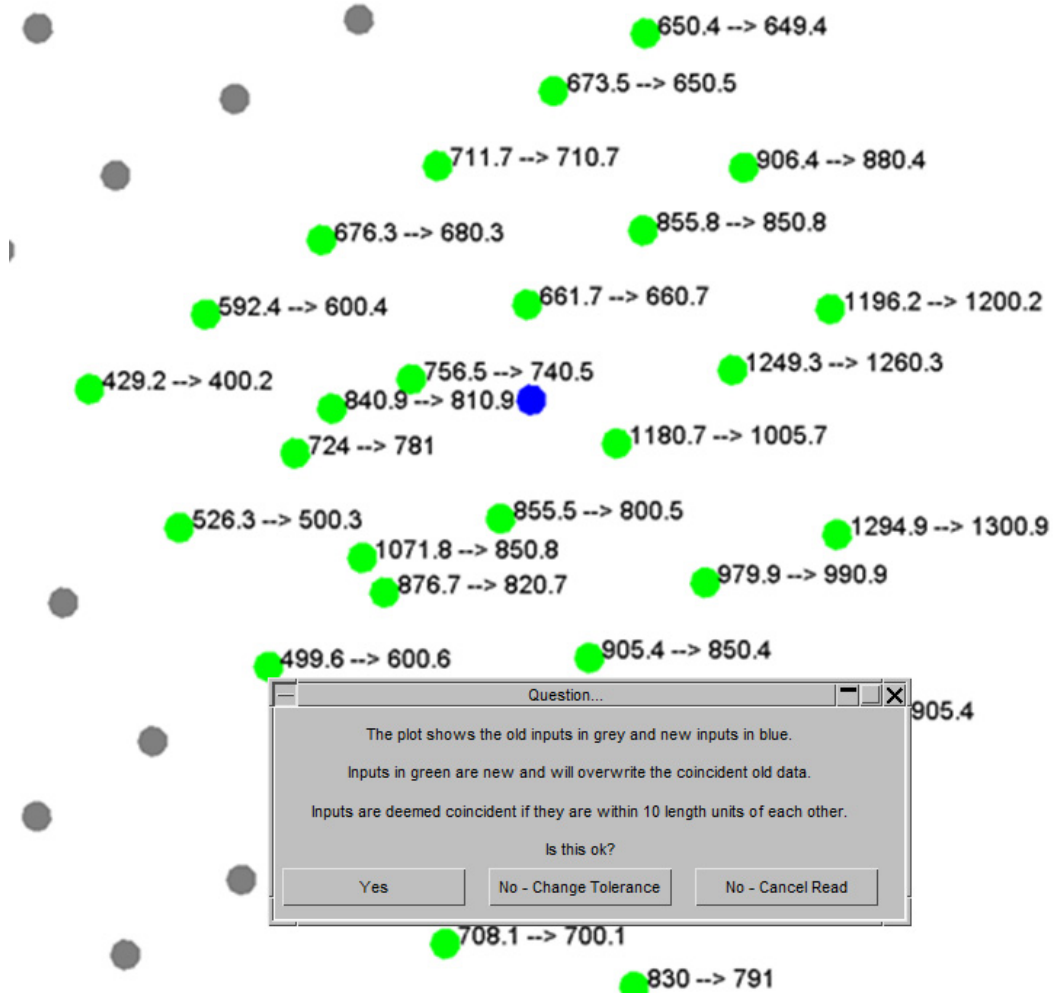 650.4 --> 649.4
673.5 --> 650.5
711.7 --> 710.7
906.4 --> 880.4
676.3 --> 680.3
855.8 --> 850.8
592.4 --> 600.4
661.7 --> 660.7
1196.2 --> 1200.2
429.2 --> 400.2
756.5 --> 740.5
1249.3 --> 1260.3
840.9 --> 810.9
724 --> 781
1180.7 --> 1005.7
526.3 --> 500.3
855.5 --> 800.5
1294.9 --> 1300.9
1071.8 --> 850.8
876.7 --> 820.7
979.9 --> 990.9
499.6 --> 600.6
905.4 --> 850.4
Question...
905.4
The plot shows the old inputs in grey and new inputs in blue.
Inputs in green are new and will overwrite the coincident old data.
Inputs are deemed coincident if they are within 10 length units of each other.
Is this ok?
Yes
No - Change Tolerance
No - Cancel Read
708.1 --> 700.1
830 --> 791